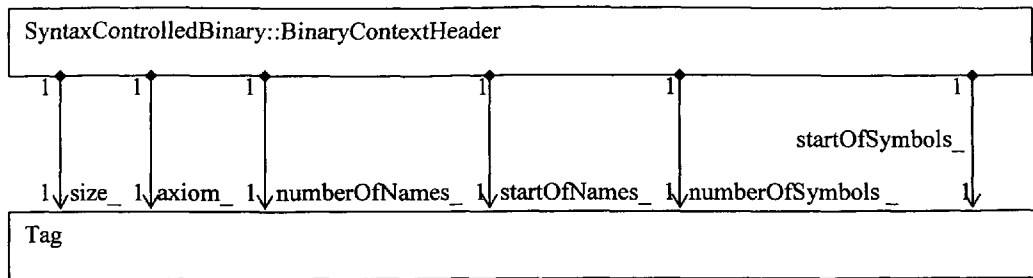 SyntaxControlledBinary::BinaryContextHeader
1 1 1 1 1 1
startOfSymbols_
1 size_ 1 axiom_ 1 numberOfNames_ 1 startOfNames_ 1 numberOfSymbols_ 1
Tag